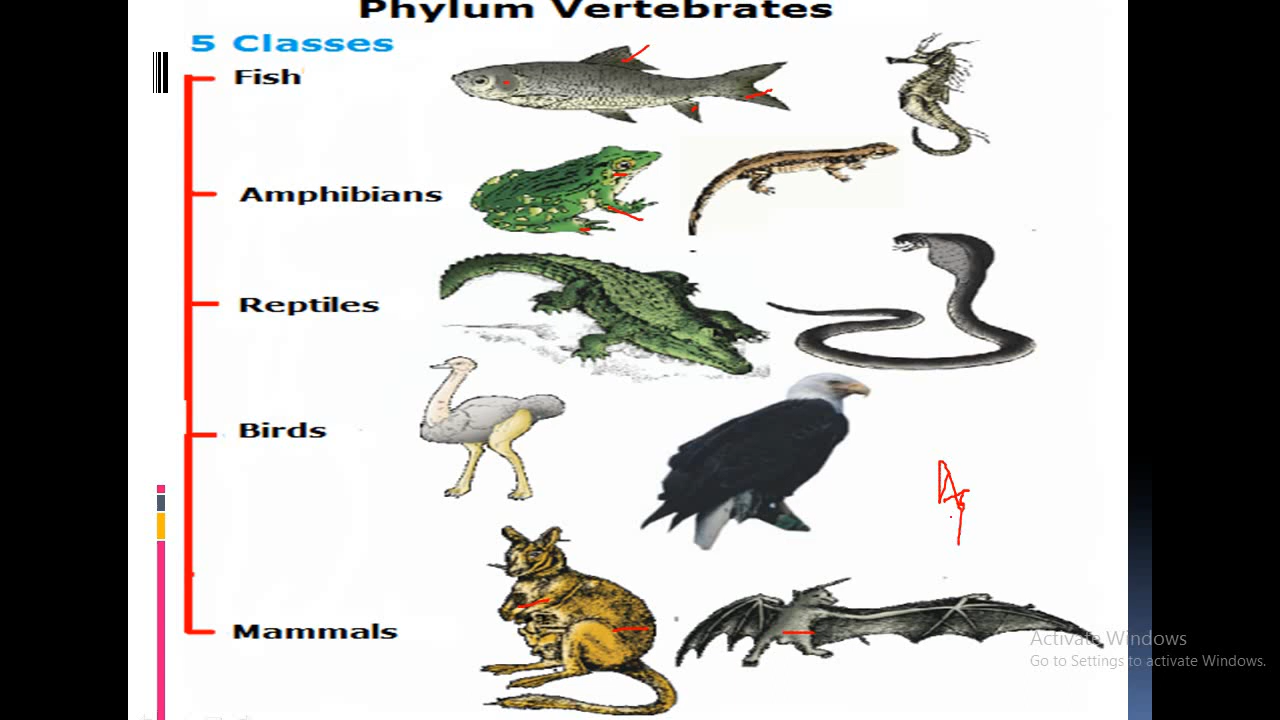 Phylum Vertebrates
5 Classes
Fish
Amphibians
Reptiles
Birds
Mammals
Activate Windows
Go to Settings to activate Windows.